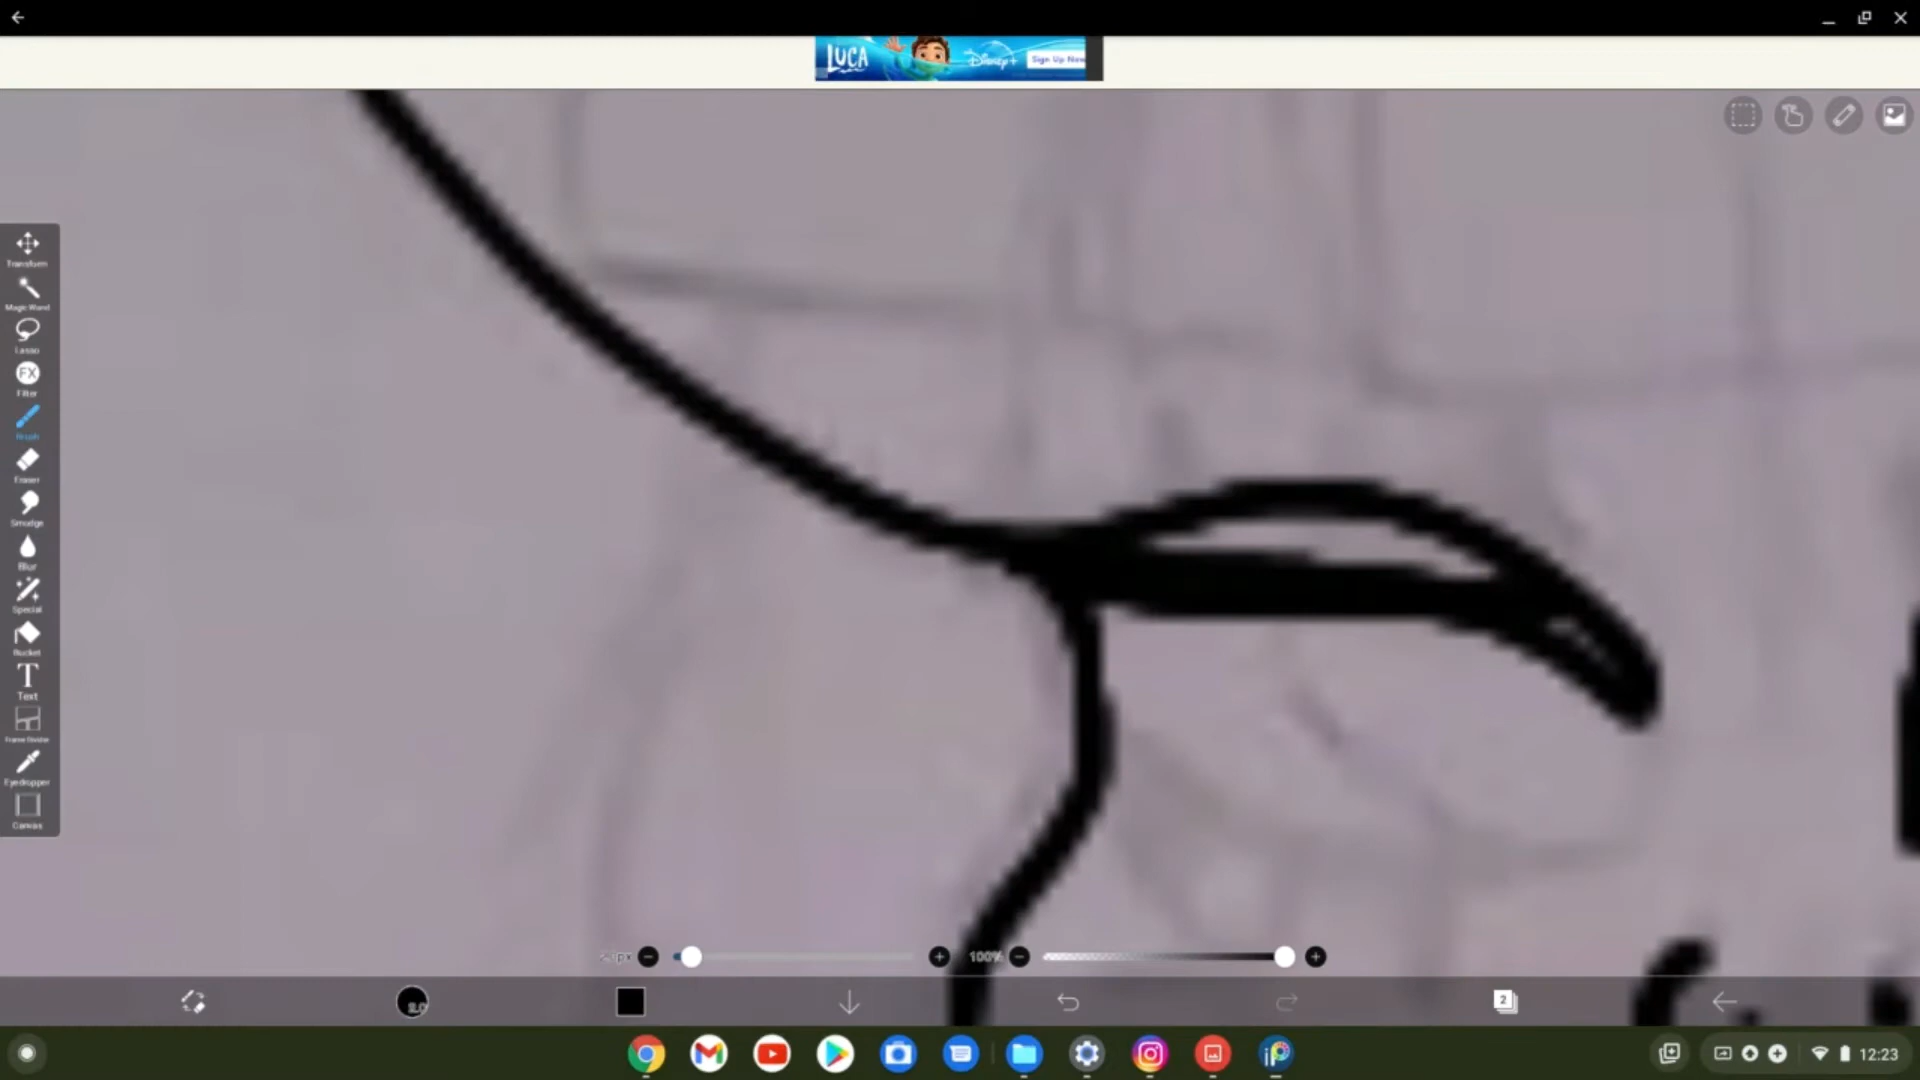 LUCA
Disney+
Sign Up Now
Transform
Magic Wand
Lasso
FX
Filter
Brush
Eraser
Smudge
Blur
Special
Bucket
T
Text
Frame Divider
Eyedropper
Canvas
100%
2
12:23